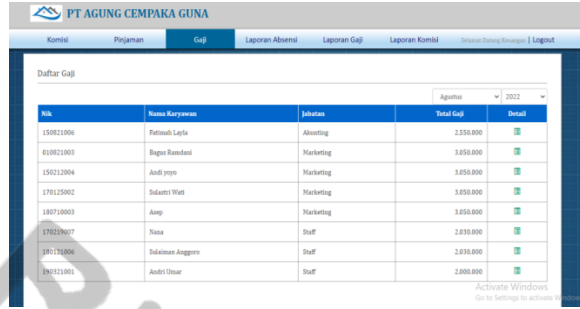 PT AGUNG CEMPAKA GUNA
Komisi Pinjaman Gaji Laporan Absensi Laporan Gaji Laporan Komisi Selamat Datang Keuangan | Logout
Daftar Gaji
Agustus 2022
Nik Nama Karyawan Jabatan Total Gaji Detail
150821006 Fatimah Layla Akunting 2.550.000
010821003 Bagus Ramdani Marketing 3.050.000
150212004 Andi yoyo Marketing 3.050.000
170125002 Sulastri Wati Marketing 3.050.000
180710003 Asep Marketing 3.050.000
170219007 Nana Staff 2.030.000
180121006 Sulaiman Anggoro Staff 2.030.000
190321001 Andri Umar Staff 2.000.000
Activate Windows
Go to Settings to activate Windows